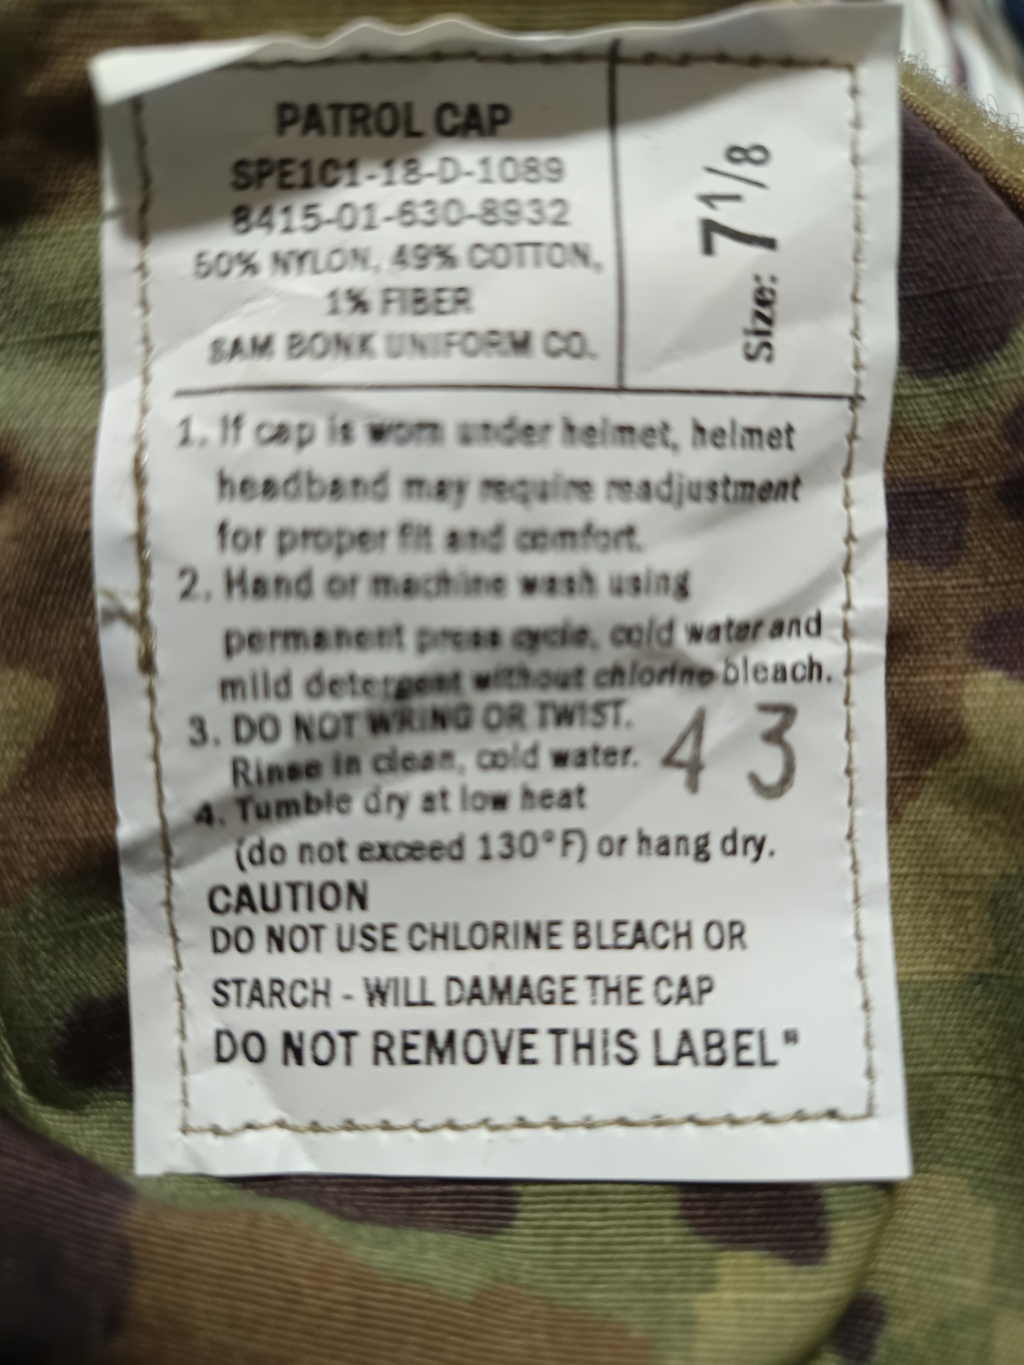 PATROL CAP
SPE1C1-18-D-1089
8415-01-630-8932
50% NYLON, 49% COTTON,
1% FIBER
SAM BONK UNIFORM CO.
Size: 7 1/8
1. If cap is worn under helmet, helmet
headband may require readjustment
for proper fit and comfort.
2. Hand or machine wash using
permanent press cycle, cold water and
mild detergent without chlorine bleach.
3. DO NOT WRING OR TWIST.
Rinse in clean, cold water.
43
4. Tumble dry at low heat
(do not exceed 130°F) or hang dry.
CAUTION
DO NOT USE CHLORINE BLEACH OR
STARCH - WILL DAMAGE THE CAP
DO NOT REMOVE THIS LABEL"